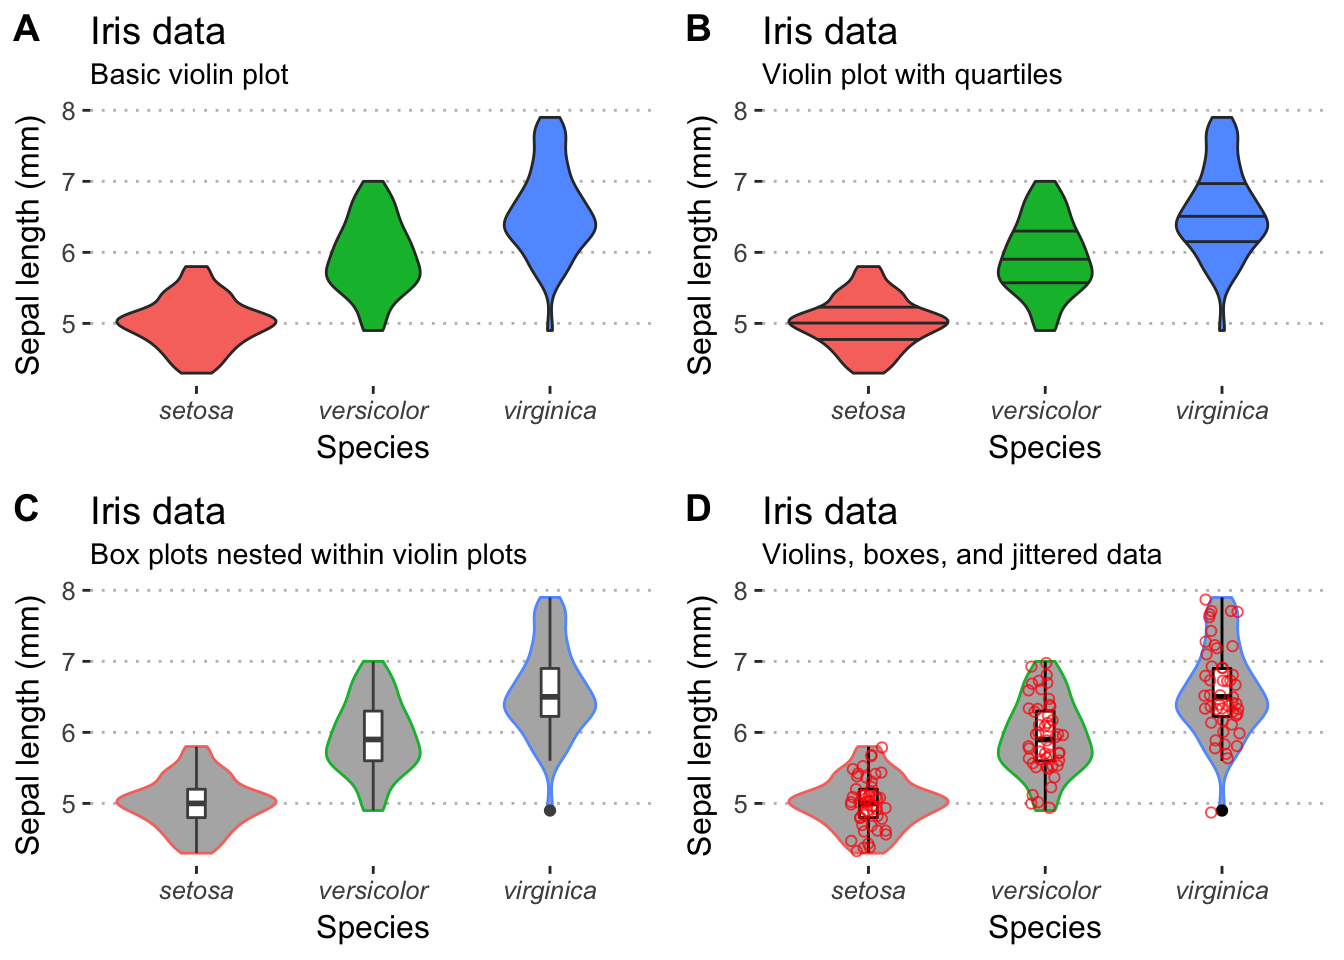 A
Iris data
Basic violin plot
Sepal length (mm)
8
7
6
5
setosa versicolor virginica
Species
B
Iris data
Violin plot with quartiles
Sepal length (mm)
8
7
6
5
setosa versicolor virginica
Species
C
Iris data
Box plots nested within violin plots
Sepal length (mm)
8
7
6
5
setosa versicolor virginica
Species
D
Iris data
Violins, boxes, and jittered data
Sepal length (mm)
8
7
6
5
setosa versicolor virginica
Species